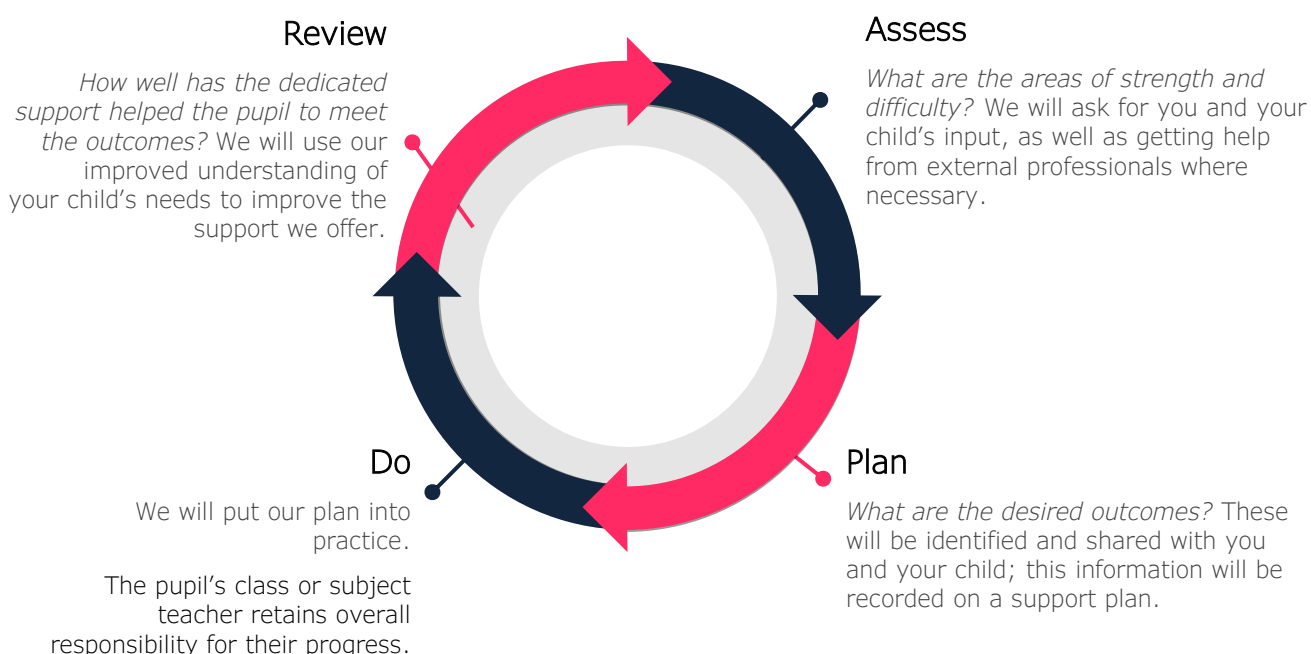 Review
How well has the dedicated
support helped the pupil to meet
the outcomes? We will use our
improved understanding of
your child’s needs to improve the
support we offer.
Assess
What are the areas of strength and
difficulty? We will ask for you and your
child’s input, as well as getting help
from external professionals where
necessary.
Do
We will put our plan into
practice.
The pupil’s class or subject
teacher retains overall
responsibility for their progress.
Plan
What are the desired outcomes? These
will be identified and shared with you
and your child; this information will be
recorded on a support plan.